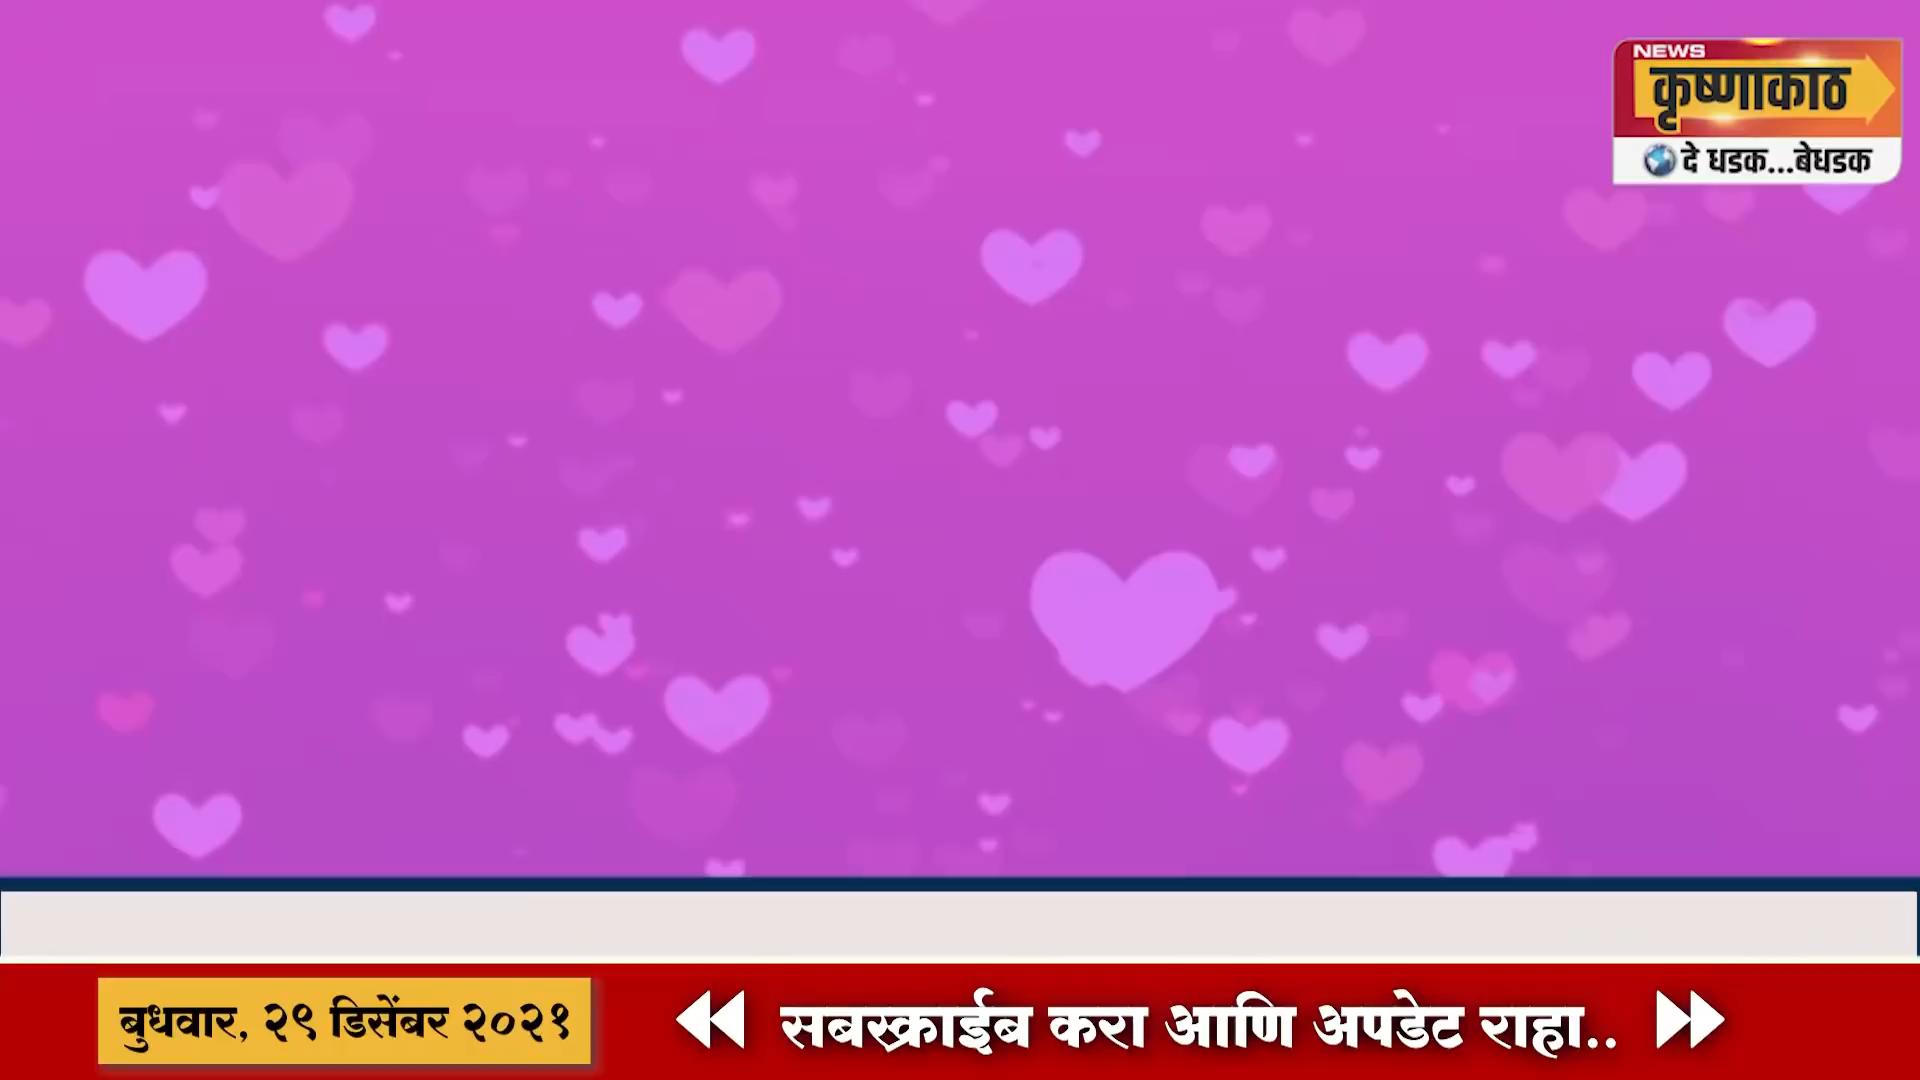 NEWS
कृष्णाकाठ
दे धडक...बेधडक
बुधवार, २९ डिसेंबर २०२१
सबस्क्राईब करा आणि अपडेट राहा..